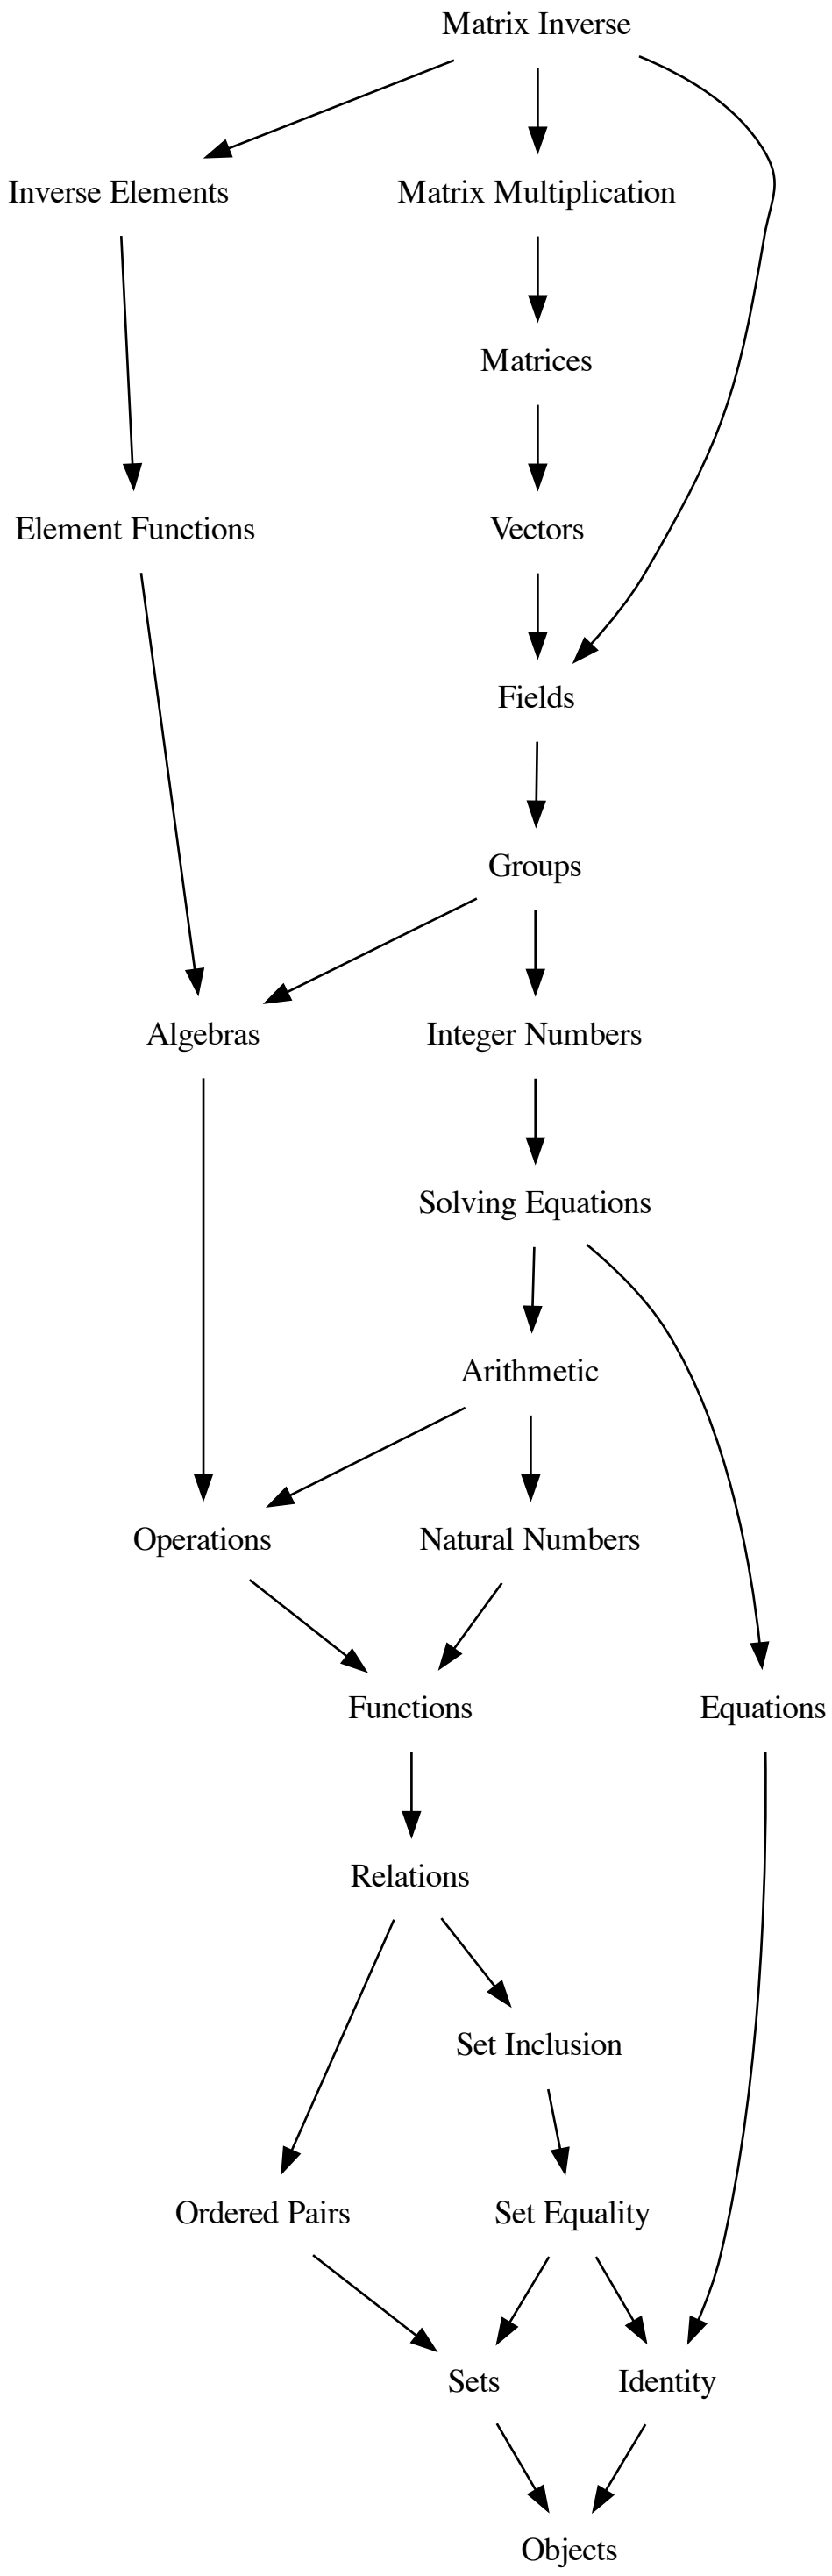 Matrix Inverse
Inverse Elements
Matrix Multiplication
Matrices
Element Functions
Vectors
Fields
Groups
Algebras
Integer Numbers
Solving Equations
Arithmetic
Operations
Natural Numbers
Functions
Equations
Relations
Set Inclusion
Ordered Pairs
Set Equality
Sets
Identity
Objects